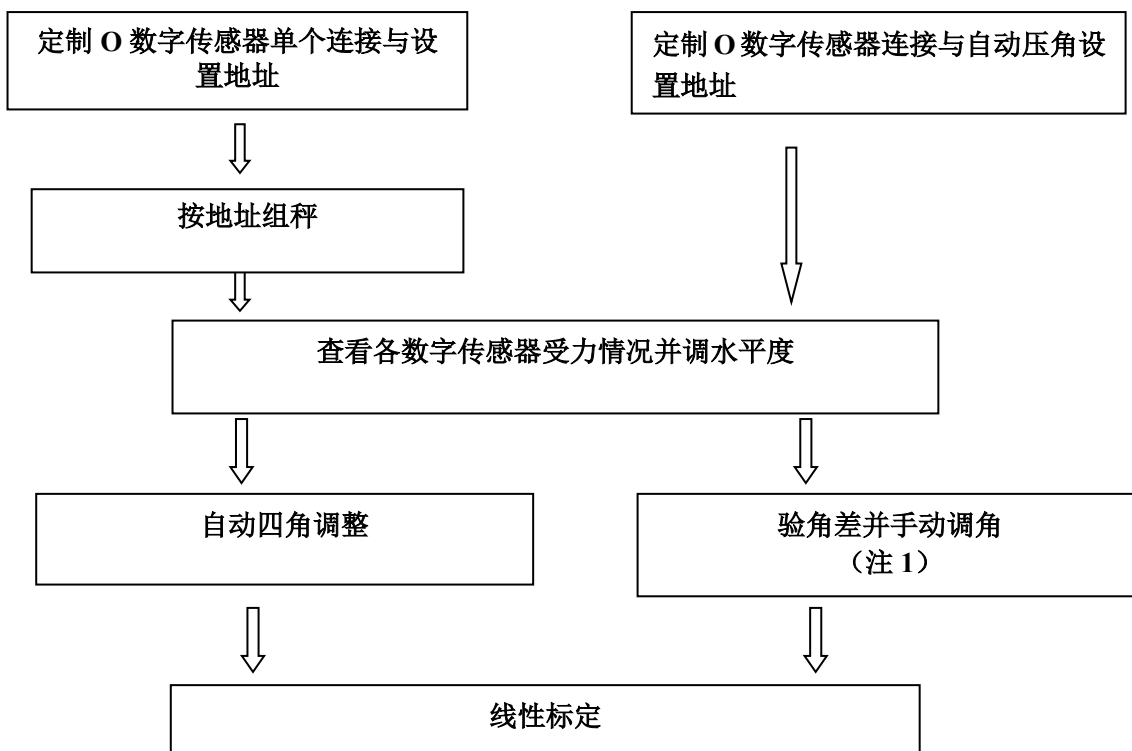 定制 O 数字传感器单个连接与设
置地址
定制 O 数字传感器连接与自动压角设
置地址
按地址组秤
查看各数字传感器受力情况并调水平度
自动四角调整
验角差并手动调角
（注 1）
线性标定